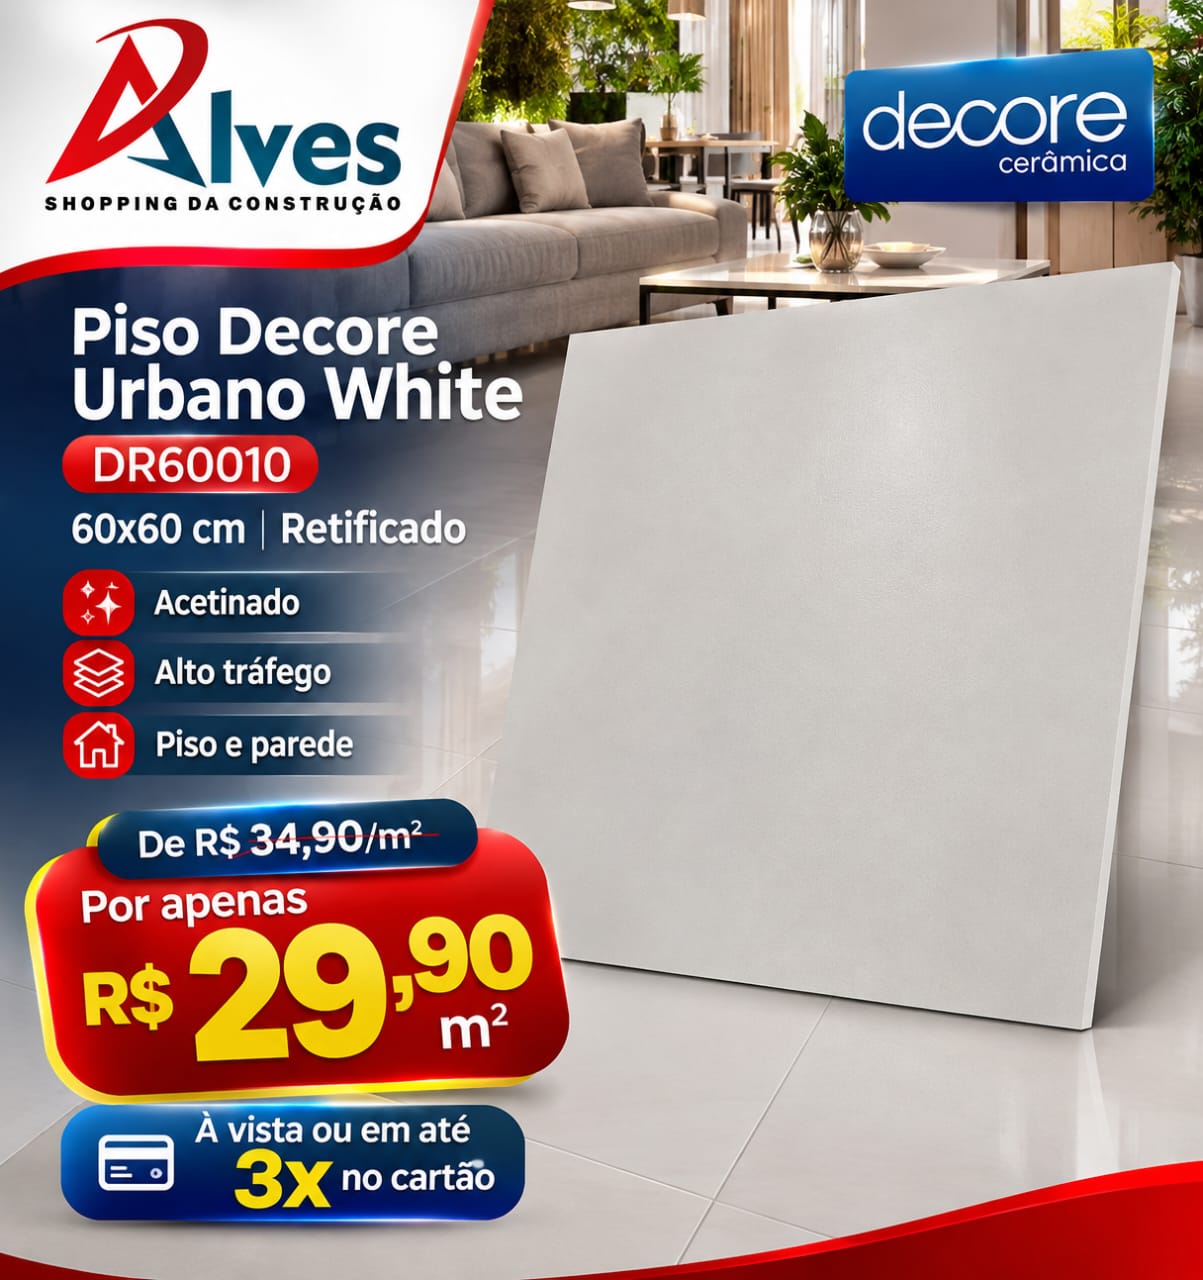 Alves
SHOPPING DA CONSTRUÇÃO
decore
cerâmica
Piso Decore
Urbano White
DR60010
60x60 cm | Retificado
Acetinado
Alto tráfego
Piso e parede
De R$ 34,90/m²
Por apenas
R$ 29,90
m²
À vista ou em até
3x no cartão